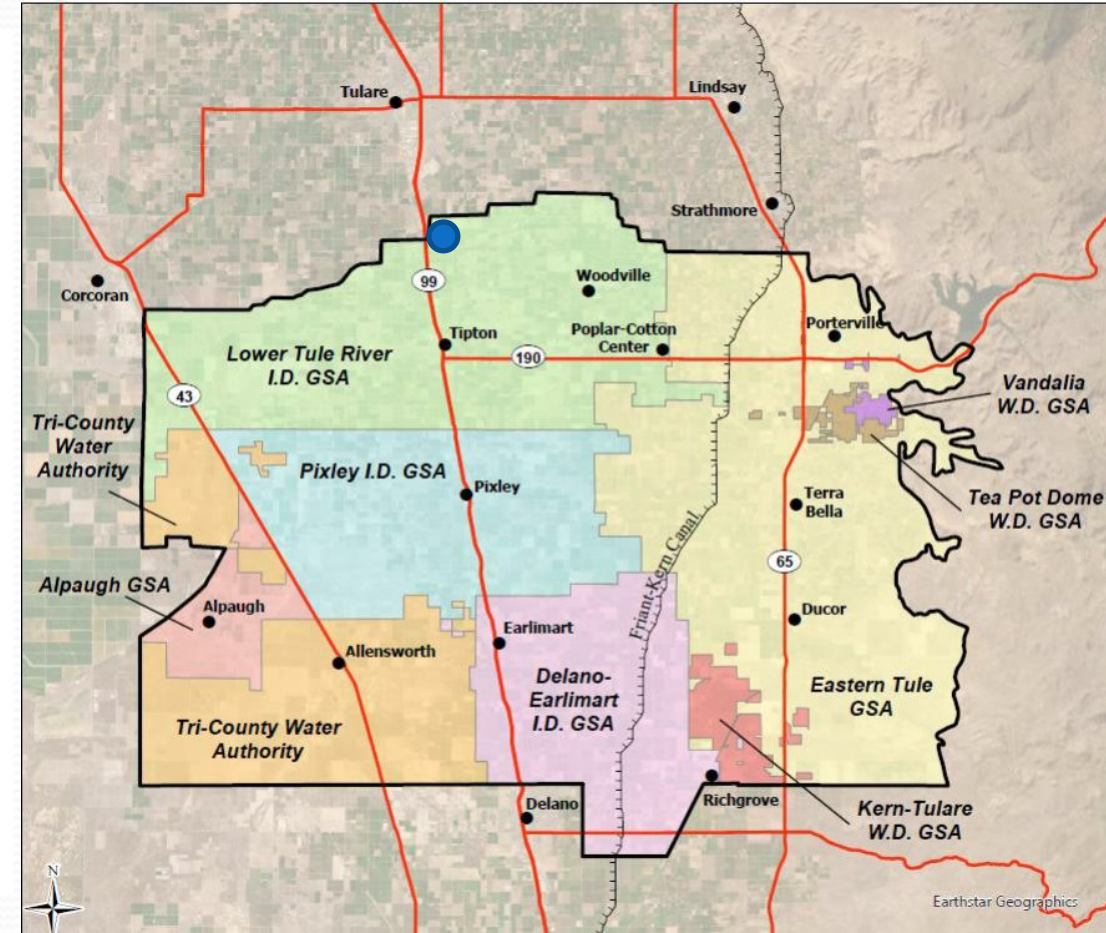 Tulare
Lindsay
Strathmore
Corcoran
99
Woodville
Tipton
Poplar-Cotton
Center
190
Porterville
Lower Tule River
I.D. GSA
43
Vandalia
W.D. GSA
Tri-County
Water
Authority
Pixley I.D. GSA
Pixley
Terra
Bella
Tea Pot Dome
W.D. GSA
65
Friant-Kern Canal
Alpaugh GSA
Alpaugh
Ducor
Earlimart
Allensworth
Delano-
Earlimart
I.D. GSA
Eastern Tule
GSA
Tri-County Water
Authority
Delano
Richgrove
Kern-Tulare
W.D. GSA
N
Earthstar Geographics